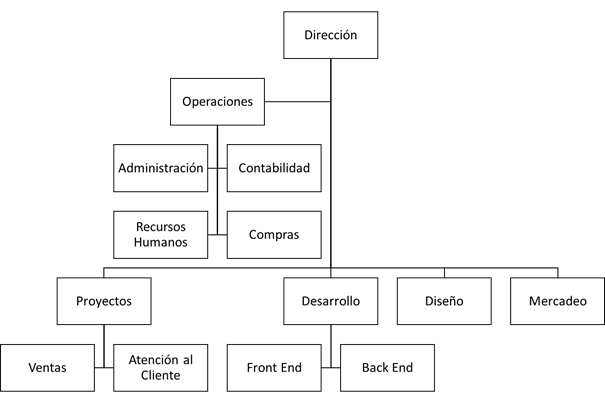 Dirección
Operaciones
Administración
Contabilidad
Recursos
Humanos
Compras
Proyectos
Desarrollo
Diseño
Mercadeo
Ventas
Atención al
Cliente
Front End
Back End